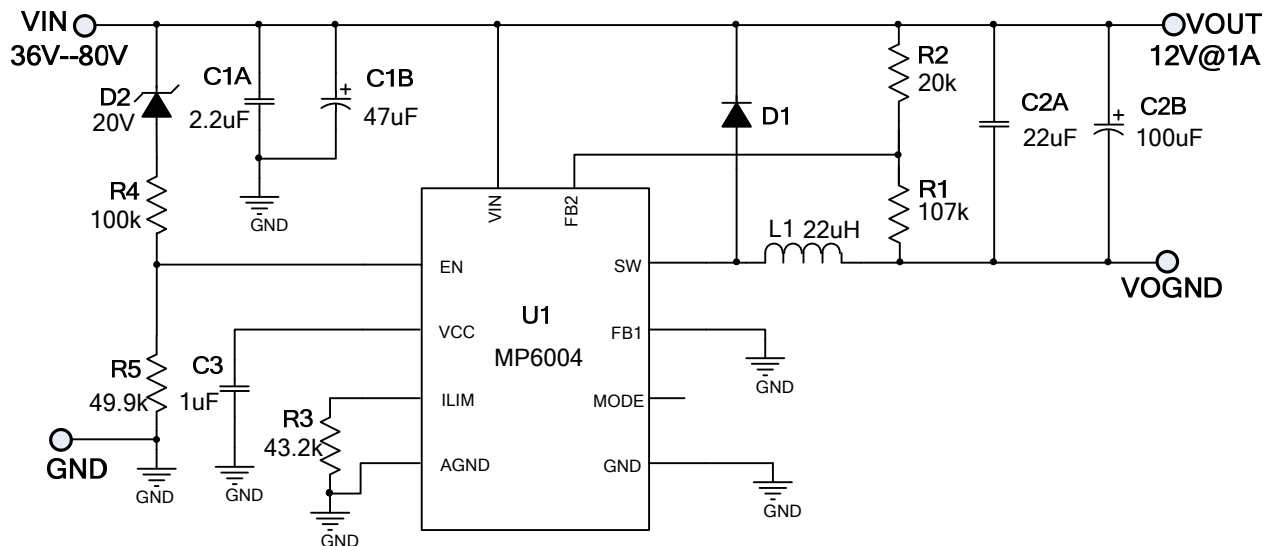 VIN
36V--80V
VOUT
12V@1A
D2
20V
C1A
2.2uF
C1B
47uF
+
R2
20k
D1
C2A
22uF
C2B
100uF
+
R4
100k
GND
VIN
FB2
R1
107k
L1 22uH
EN
SW
VOGND
U1
MP6004
VCC
FB1
GND
R5
49.9k
C3
1uF
ILIM
MODE
R3
43.2k
AGND
GND
GND
GND
GND
GND
GND